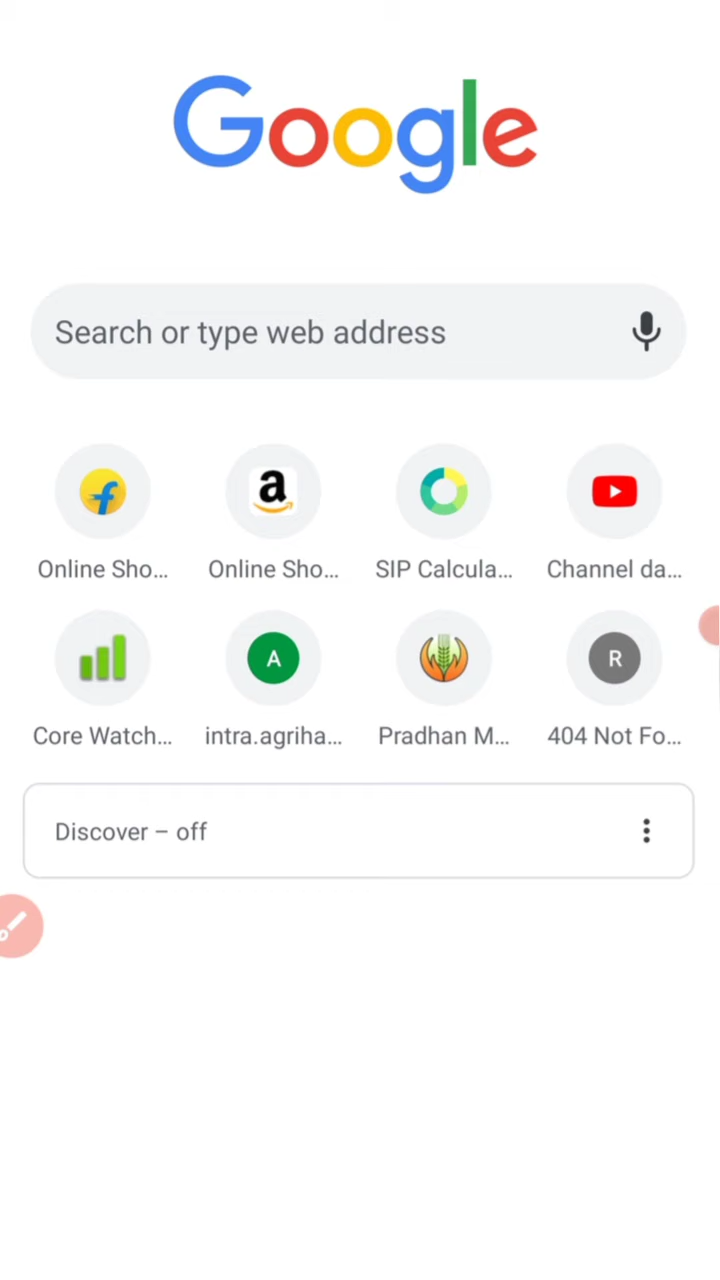 Google
Search or type web address
Online Sho...
Online Sho...
SIP Calcula...
Channel da...
Core Watch...
A
intra.agriha...
Pradhan M...
R
404 Not Fo...
Discover – off